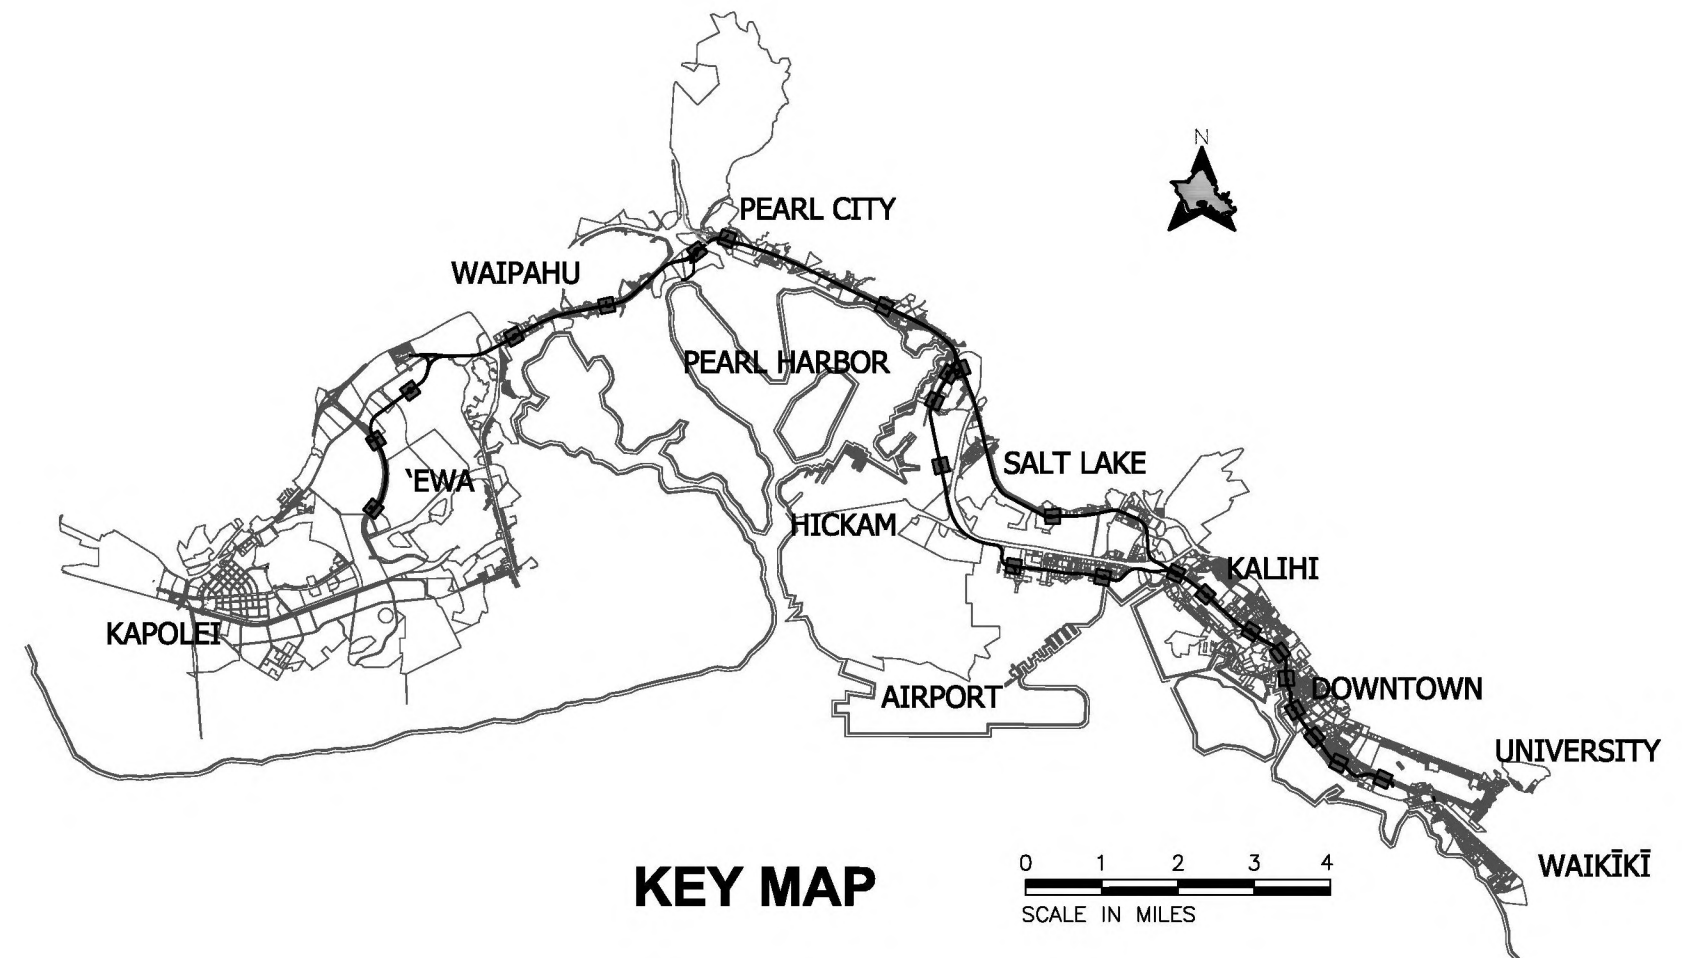 N
PEARL CITY
WAIPAHU
PEARL HARBOR
SALT LAKE
ʻEWA
HICKAM
KALIHI
KAPOLEI
DOWNTOWN
AIRPORT
UNIVERSITY
0 1 2 3 4
WAIKĪKĪ
KEY MAP
SCALE IN MILES